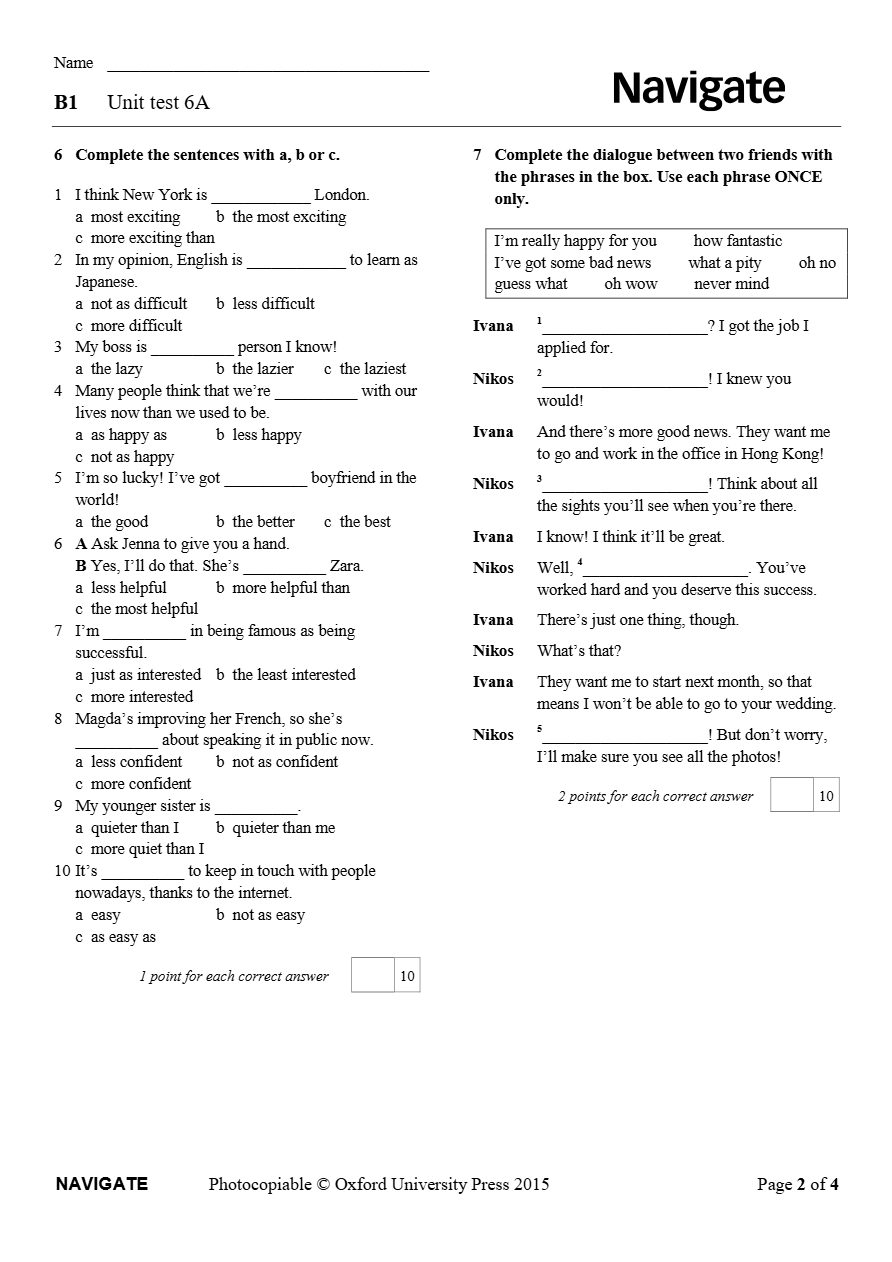 Name ______________________________________
Navigate
B1 Unit test 6A
6 Complete the sentences with a, b or c.
1 I think New York is ____________ London.
a most exciting b the most exciting
c more exciting than
2 In my opinion, English is ____________ to learn as
Japanese.
a not as difficult b less difficult
c more difficult
3 My boss is __________ person I know!
a the lazy b the lazier c the laziest
4 Many people think that we’re __________ with our
lives now than we used to be.
a as happy as b less happy
c not as happy
5 I’m so lucky! I’ve got __________ boyfriend in the
world!
a the good b the better c the best
6 A Ask Jenna to give you a hand.
B Yes, I’ll do that. She’s __________ Zara.
a less helpful b more helpful than
c the most helpful
7 I’m __________ in being famous as being
successful.
a just as interested b the least interested
c more interested
8 Magda’s improving her French, so she’s
__________ about speaking it in public now.
a less confident b not as confident
c more confident
9 My younger sister is __________.
a quieter than I b quieter than me
c more quiet than I
10 It’s __________ to keep in touch with people
nowadays, thanks to the internet.
a easy b not as easy
c as easy as
1 point for each correct answer 10
7 Complete the dialogue between two friends with
the phrases in the box. Use each phrase ONCE
only.
I’m really happy for you how fantastic
I’ve got some bad news what a pity oh no
guess what oh wow never mind
Ivana 1____________________? I got the job I
applied for.
Nikos 2____________________! I knew you
would!
Ivana And there’s more good news. They want me
to go and work in the office in Hong Kong!
Nikos 3____________________! Think about all
the sights you’ll see when you’re there.
Ivana I know! I think it’ll be great.
Nikos Well, 4____________________. You’ve
worked hard and you deserve this success.
Ivana There’s just one thing, though.
Nikos What’s that?
Ivana They want me to start next month, so that
means I won’t be able to go to your wedding.
Nikos 5____________________! But don’t worry,
I’ll make sure you see all the photos!
2 points for each correct answer 10
NAVIGATE Photocopiable © Oxford University Press 2015 Page 2 of 4